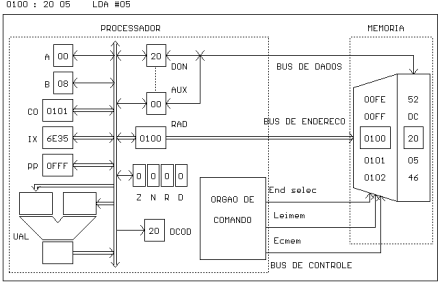 0100 : 20 05 LDA #05
PROCESSADOR
MEMORIA
A 00
20
DON
BUS DE DADOS
B 08
AUX
00
00FE 52
CO 0101
RAD
BUS DE ENDERECO
00FF DC
IX 6E35
0100
0100 20
PP 0FFF
0101 05
0 0 0 0
0102 46
Z N R D
End selec
ORGAO DE
COMANDO
Leimem
UAL
20 DCOD
Ecmem
BUS DE CONTROLE